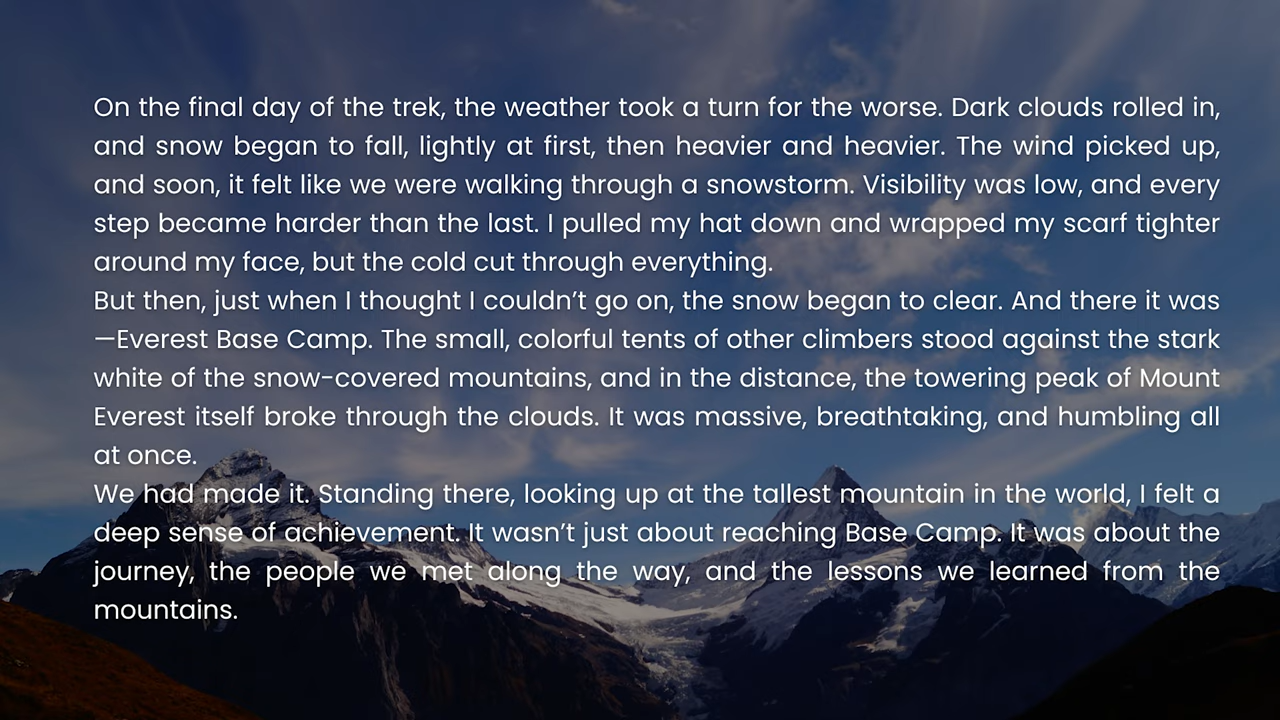 On the final day of the trek, the weather took a turn for the worse. Dark clouds rolled in,
and snow began to fall, lightly at first, then heavier and heavier. The wind picked up,
and soon, it felt like we were walking through a snowstorm. Visibility was low, and every
step became harder than the last. I pulled my hat down and wrapped my scarf tighter
around my face, but the cold cut through everything.
But then, just when I thought I couldn’t go on, the snow began to clear. And there it was
—Everest Base Camp. The small, colorful tents of other climbers stood against the stark
white of the snow-covered mountains, and in the distance, the towering peak of Mount
Everest itself broke through the clouds. It was massive, breathtaking, and humbling all
at once.
We had made it. Standing there, looking up at the tallest mountain in the world, I felt a
deep sense of achievement. It wasn’t just about reaching Base Camp. It was about the
journey, the people we met along the way, and the lessons we learned from the
mountains.